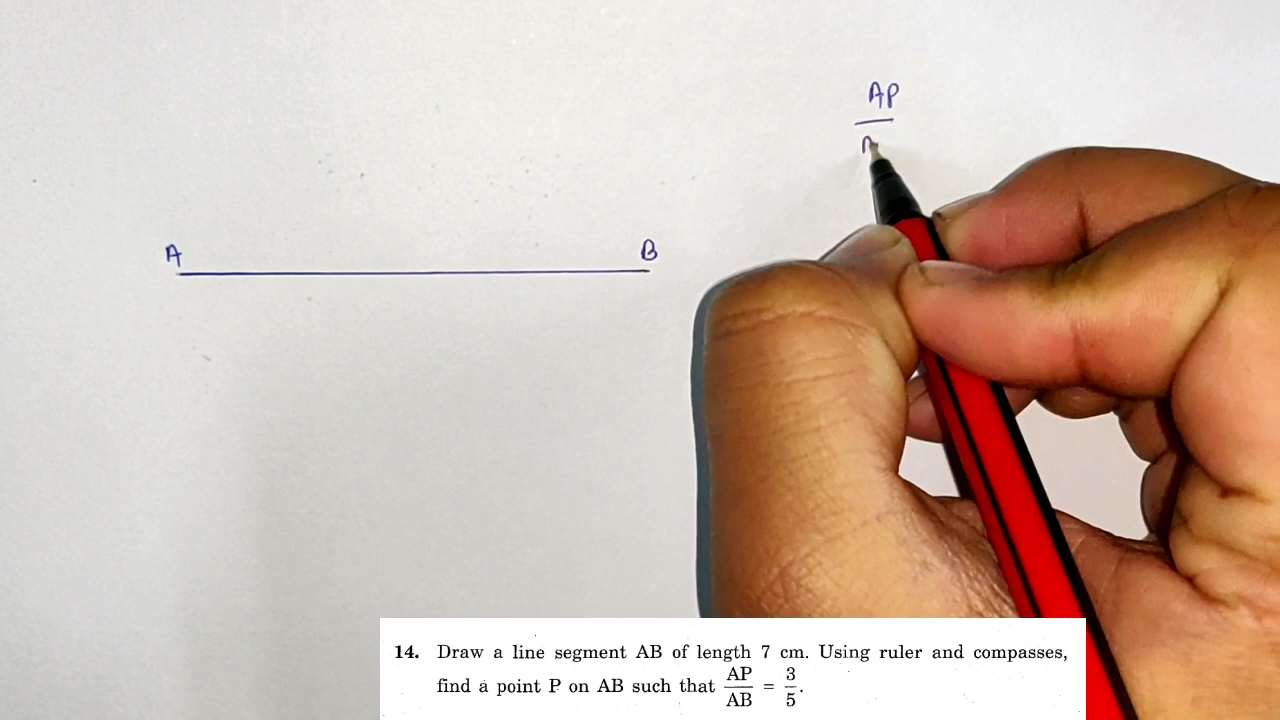 AP
A B
14. Draw a line segment AB of length 7 cm. Using ruler and compasses,
find a point P on AB such that AP/AB = 3/5.